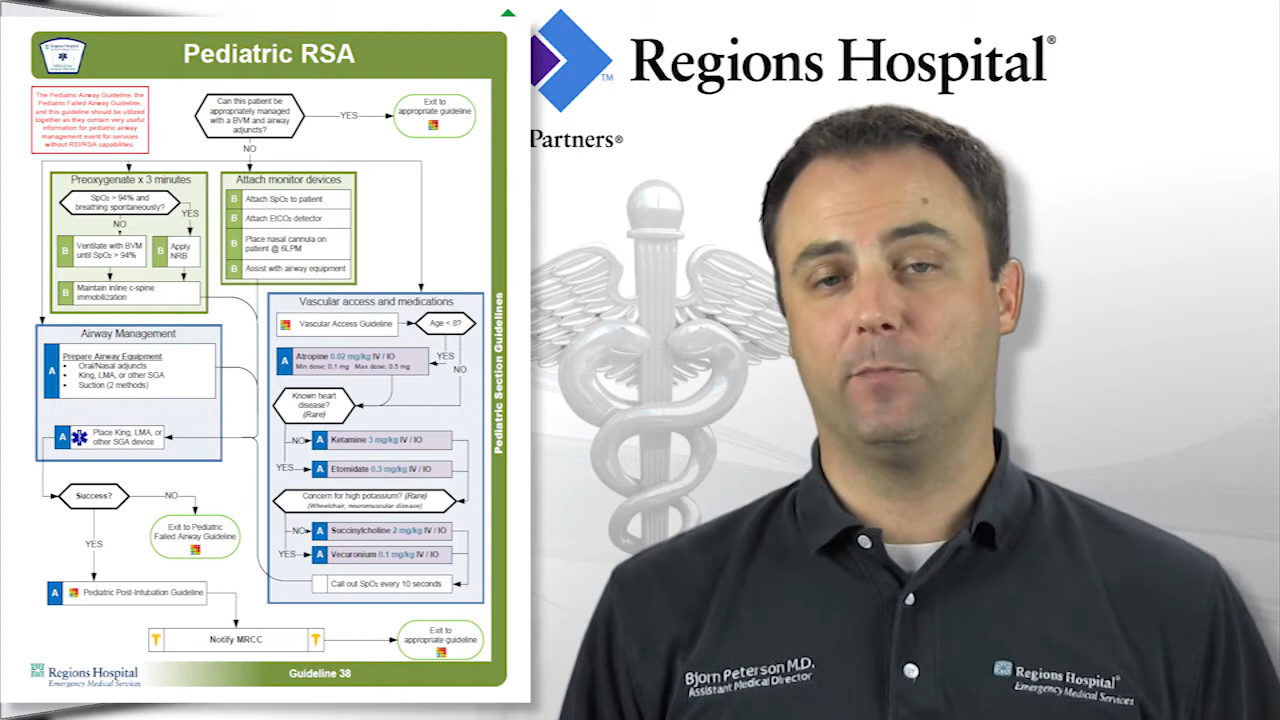 Regions Hospital
Pediatric RSA
The Pediatric Airway Guideline, the
Pediatric Failed Airway Guideline,
and this guideline should be utilized
together as they contain very useful
information for pediatric airway
management event for services
without RSI/RSA capabilities.
Can this patient be
appropriately managed
with a BVM and airway
adjuncts?
YES
Exit to
appropriate guideline
NO
Preoxygenate x 3 minutes
SpO₂ > 94% and
breathing spontaneously?
YES
NO
B Ventilate with BVM
until SpO₂ > 94%
B Apply
NRB
B Maintain inline c-spine
immobilization
Attach monitor devices
B Attach SpO₂ to patient
B Attach EtCO₂ detector
B Place nasal cannula on
patient @ 6LPM
B Assist with airway equipment
Airway Management
A Prepare Airway Equipment
• Oral/Nasal adjuncts
• King, LMA, or other SGA
• Suction (2 methods)
A Place King, LMA, or
other SGA device
Vascular access and medications
Vascular Access Guideline
Age < 8?
YES
NO
A Atropine 0.02 mg/kg IV / IO
Min dose: 0.1 mg Max dose: 0.5 mg
Known heart
disease?
(Rare)
NO
A Ketamine 3 mg/kg IV / IO
YES
A Etomidate 0.3 mg/kg IV / IO
Concern for high potassium? (Rare)
(Wheelchair, neuromuscular disease)
NO
A Succinylcholine 2 mg/kg IV / IO
YES
A Vecuronium 0.1 mg/kg IV / IO
Call out SpO₂ every 10 seconds
Success?
NO
Exit to Pediatric
Failed Airway Guideline
YES
A Pediatric Post-Intubation Guideline
T Notify MRCC T
Exit to
appropriate guideline
Pediatric Section Guidelines
Regions Hospital
Emergency Medical Services
Guideline 38
™
Regions Hospital®
Partners®
Bjorn Peterson M.D.
Assistant Medical Director
Regions Hospital®
Emergency Medical Services